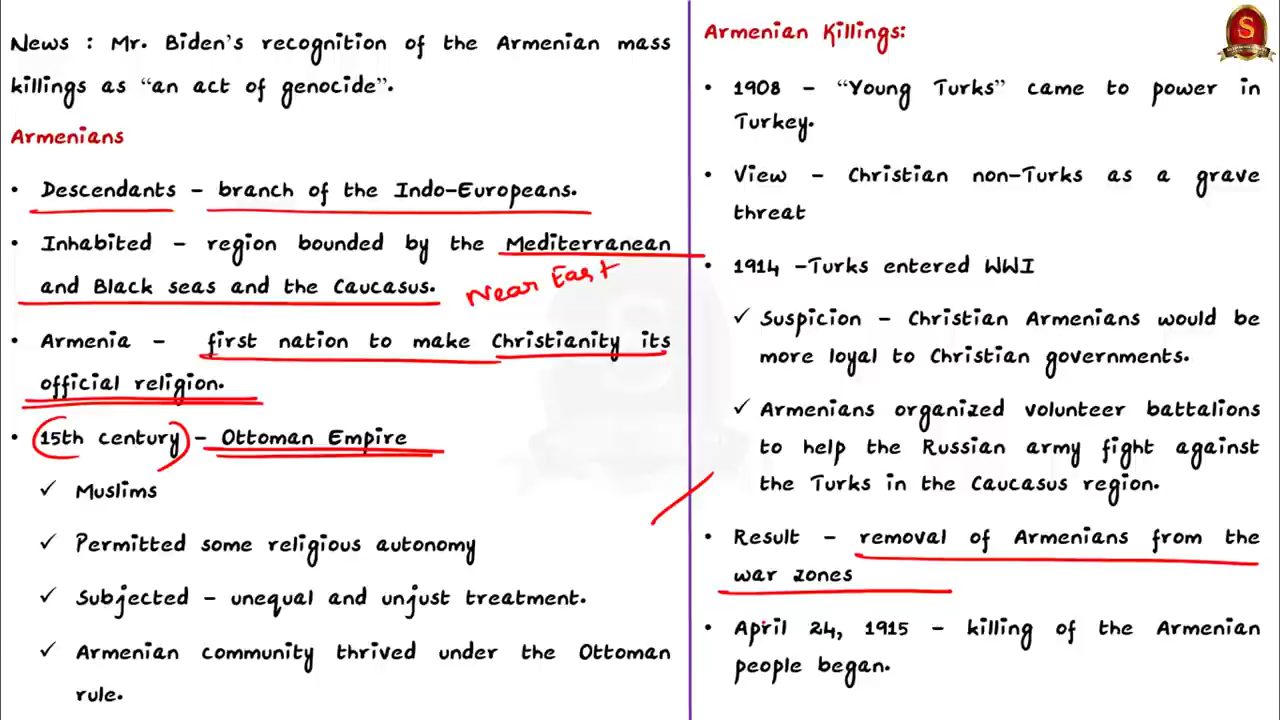 News : Mr. Biden's recognition of the Armenian mass
killings as “an act of genocide”.
Armenians
• Descendants – branch of the Indo-Europeans.
• Inhabited – region bounded by the Mediterranean
and Black seas and the Caucasus.
Near East
• Armenia – first nation to make Christianity its
official religion.
• 15th century – Ottoman Empire
✓ Muslims
✓ Permitted some religious autonomy
✓ Subjected – unequal and unjust treatment.
✓ Armenian community thrived under the Ottoman
rule.
Armenian Killings:
• 1908 – “Young Turks” came to power in
Turkey.
• View – Christian non-Turks as a grave
threat
• 1914 –Turks entered WWI
✓ Suspicion – Christian Armenians would be
more loyal to Christian governments.
✓ Armenians organized volunteer battalions
to help the Russian army fight against
the Turks in the Caucasus region.
• Result – removal of Armenians from the
war zones
• April 24, 1915 – killing of the Armenian
people began.
S